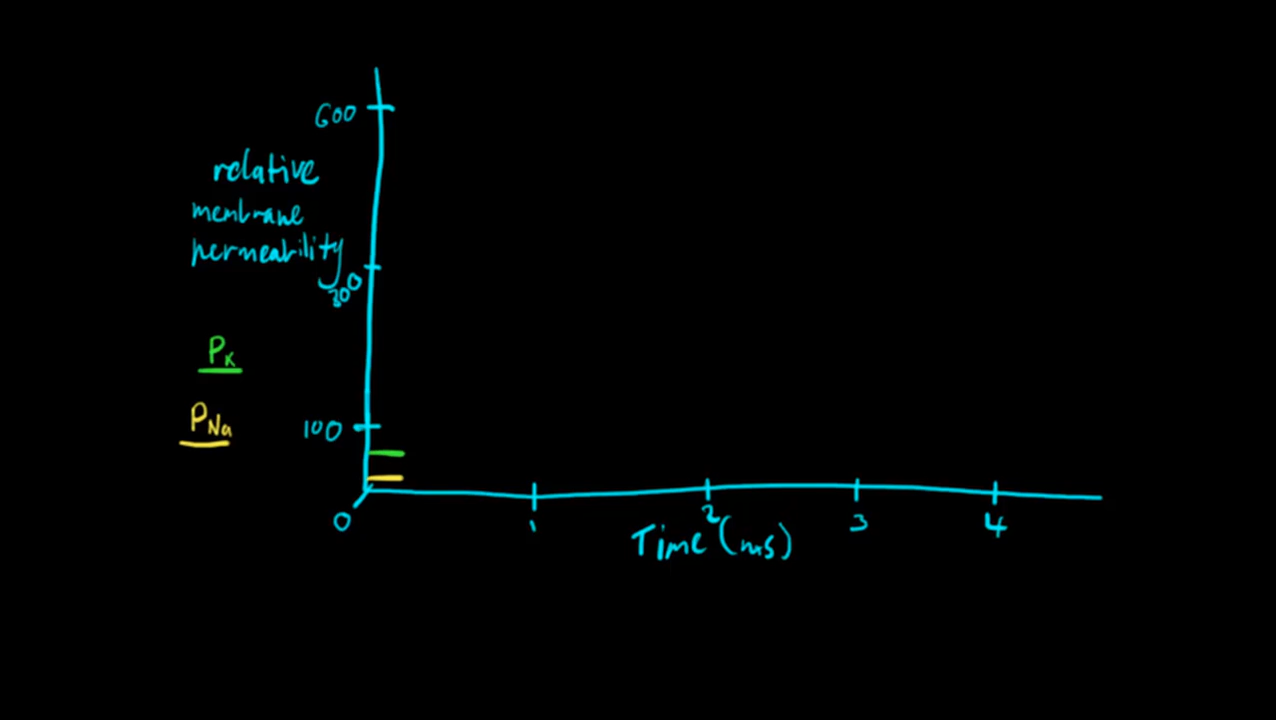 600
relative
membrane
permeability
300
PK
PNa
100
0
1
2
3
4
Time (ms)